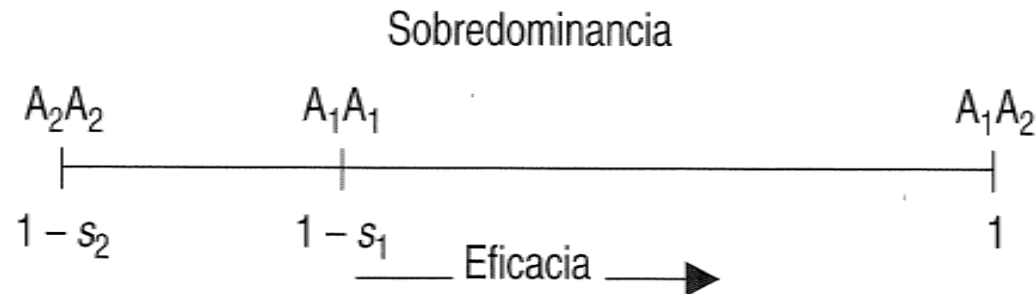 Sobredominancia
A₂A₂ A₁A₁ A₁A₂
1 – s₂ 1 – s₁ 1
Eficacia